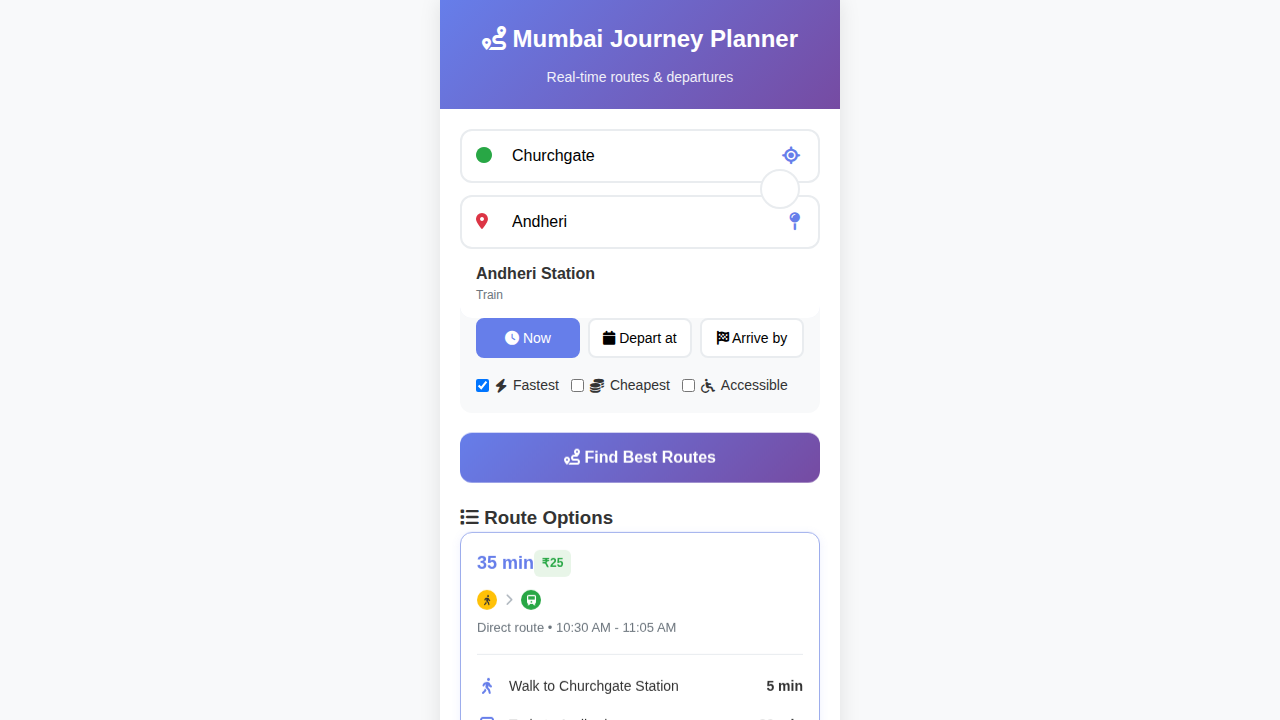 Mumbai Journey Planner
Real-time routes & departures
Churchgate
Andheri
Andheri Station
Train
Now
Depart at
Arrive by
Fastest
Cheapest
Accessible
Find Best Routes
Route Options
35 min ₹25
Direct route • 10:30 AM - 11:05 AM
Walk to Churchgate Station 5 min